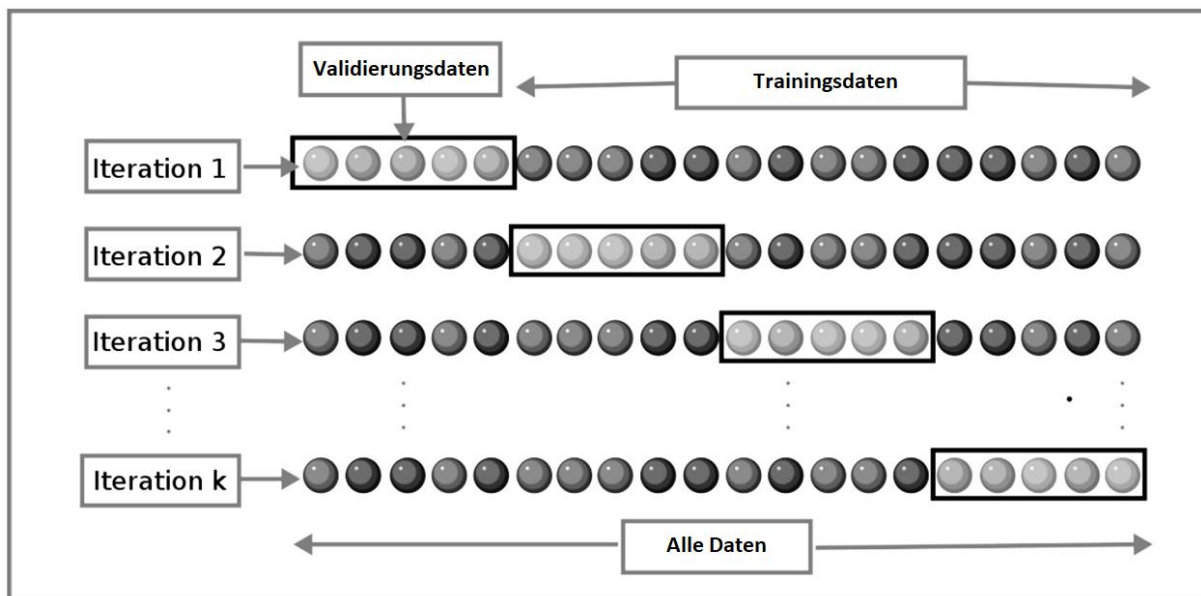 Validierungsdaten
Trainingsdaten
Iteration 1
Iteration 2
Iteration 3
Iteration k
Alle Daten